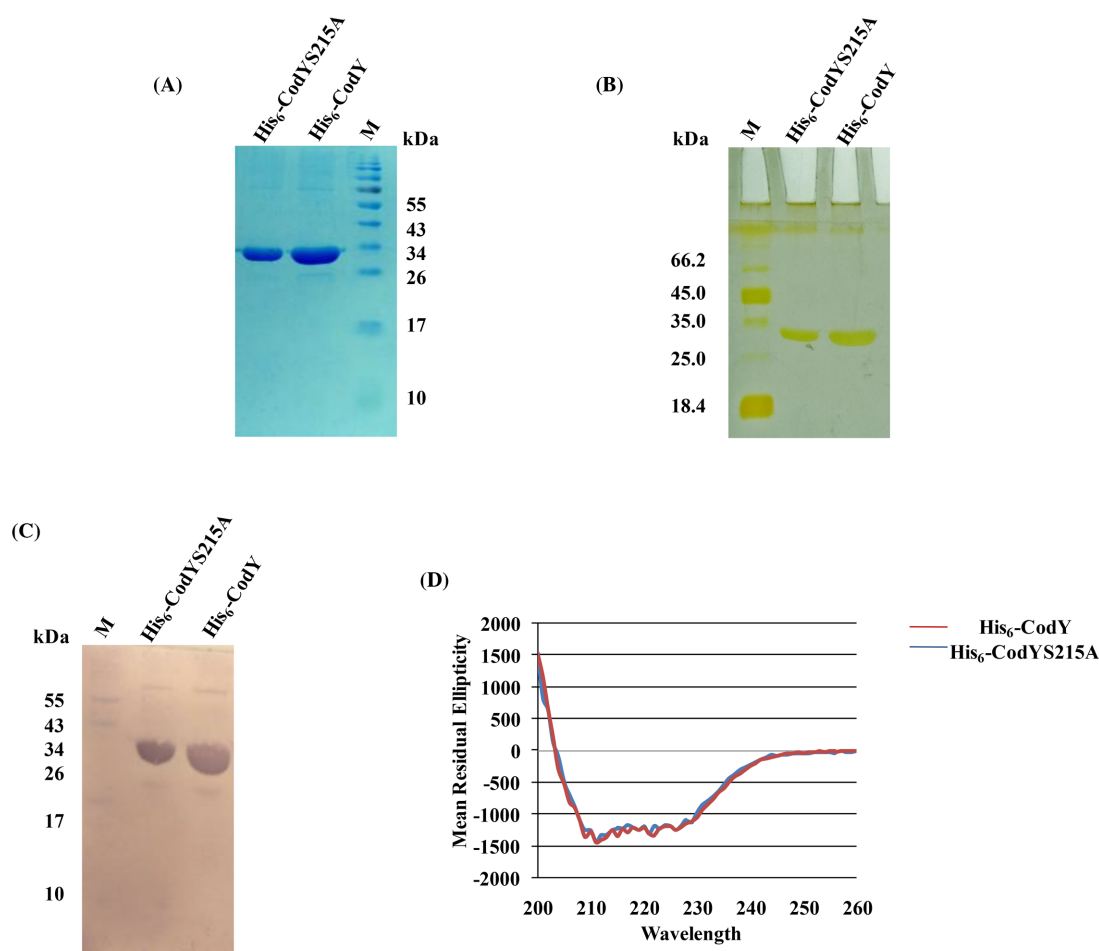 (A)
His₆-CodYS215A
His₆-CodY
M
kDa
55
43
34
26
17
10
(B)
M
His₆-CodYS215A
His₆-CodY
kDa
66.2
45.0
35.0
25.0
18.4
(C)
M
His₆-CodYS215A
His₆-CodY
kDa
55
43
34
26
17
10
(D)
Mean Residual Ellipticity
2000
1500
1000
500
0
-500
-1000
-1500
-2000
200 210 220 230 240 250 260
Wavelength
His₆-CodY
His₆-CodYS215A